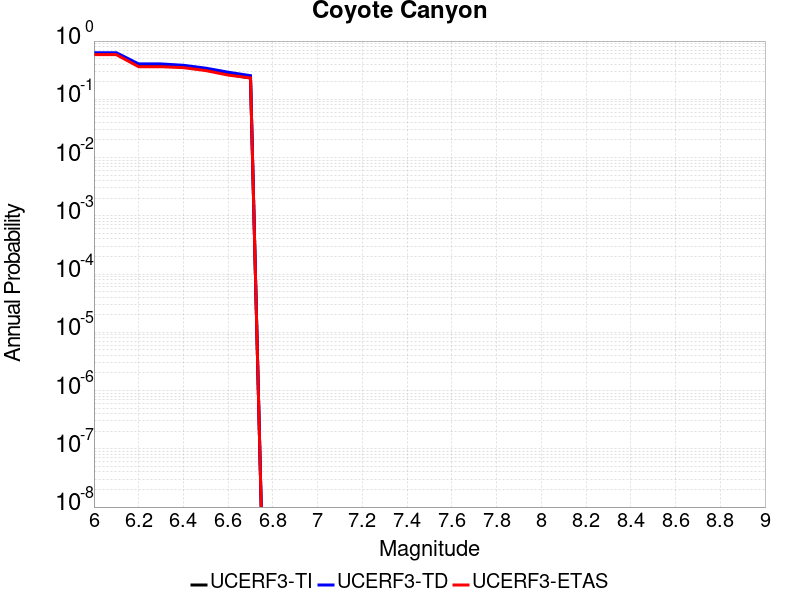 Coyote Canyon
10^0
10^-1
10^-2
10^-3
10^-4
10^-5
10^-6
10^-7
10^-8
Annual Probability
6 6.2 6.4 6.6 6.8 7 7.2 7.4 7.6 7.8 8 8.2 8.4 8.6 8.8 9
Magnitude
UCERF3-TI UCERF3-TD UCERF3-ETAS